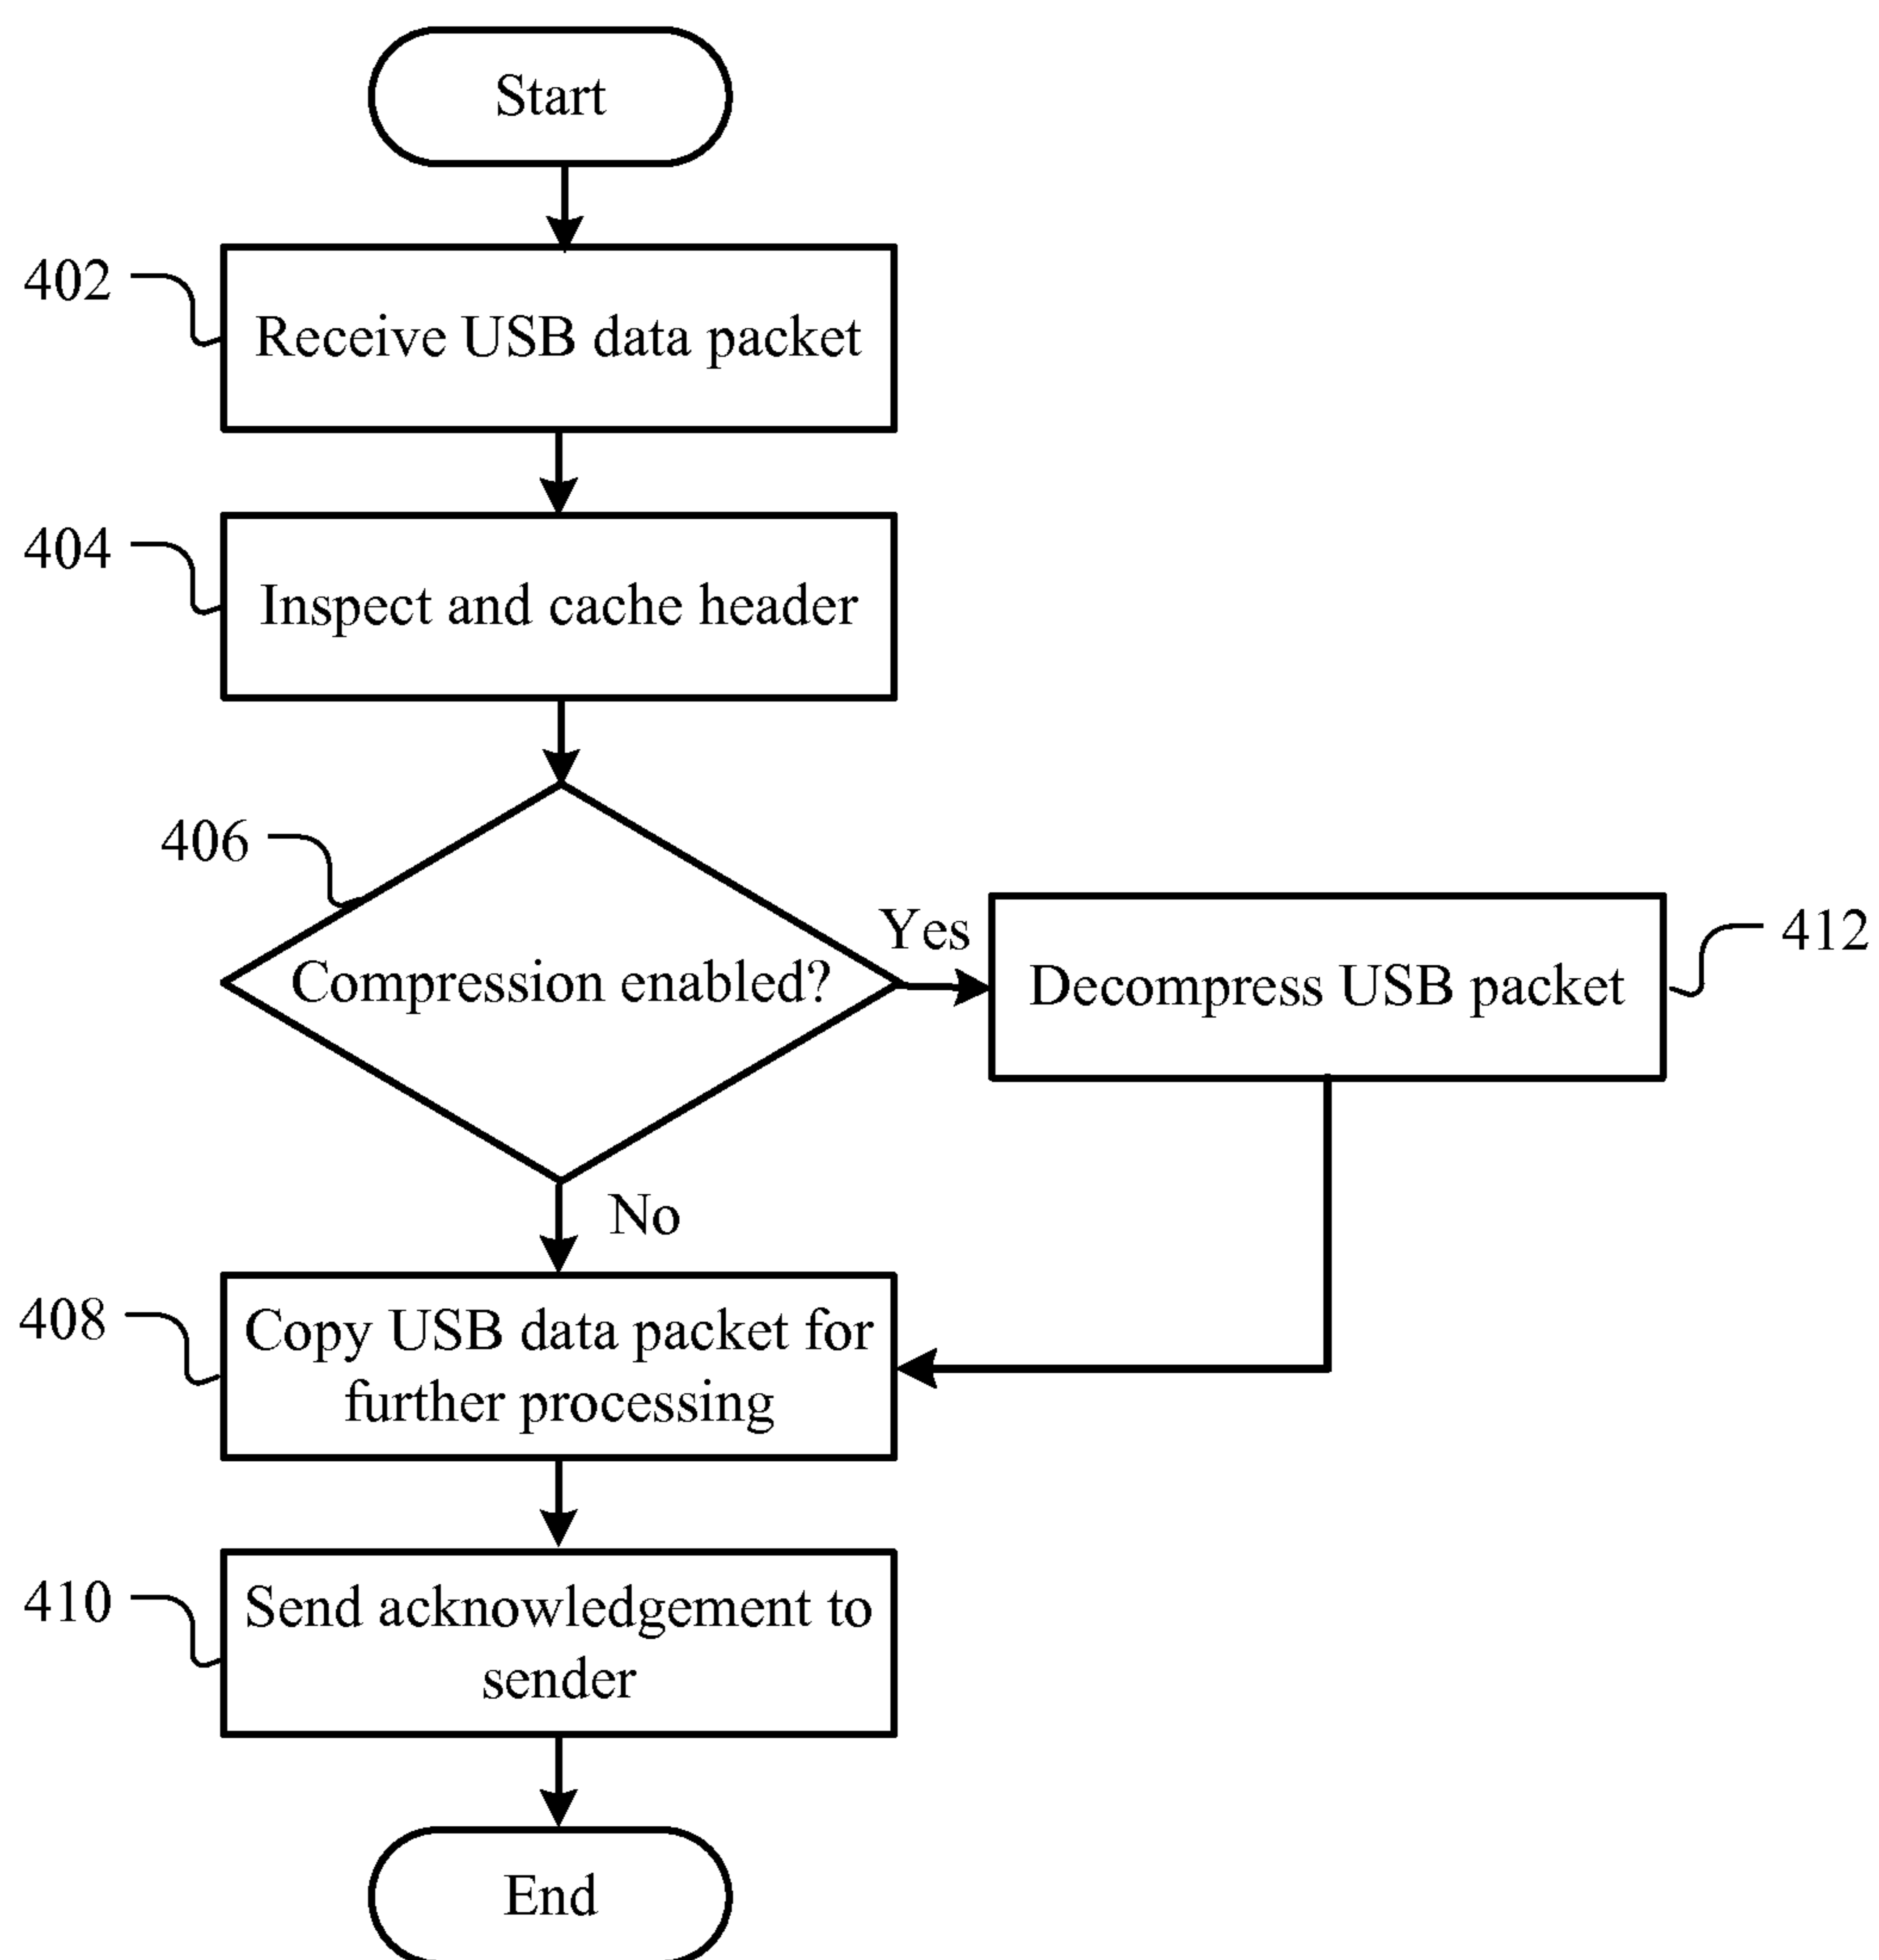 Start
402
Receive USB data packet
404
Inspect and cache header
406
Compression enabled?
Yes
Decompress USB packet
412
No
408
Copy USB data packet for
further processing
410
Send acknowledgement to
sender
End